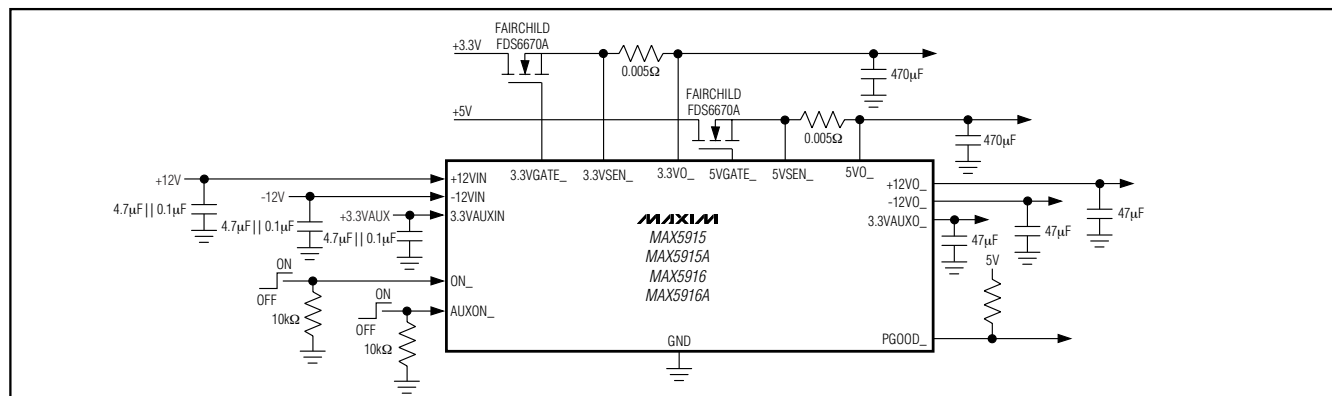 FAIRCHILD
FDS6670A
+3.3V
0.005Ω
470µF
FAIRCHILD
FDS6670A
+5V
0.005Ω
470µF
3.3VGATE_
3.3VSEN_
3.3VO_
5VGATE_
5VSEN_
5VO_
+12V
+12VIN
-12V
-12VIN
4.7µF || 0.1µF
+3.3VAUX
3.3VAUXIN
4.7µF || 0.1µF
4.7µF || 0.1µF
+12VO_
-12VO_
3.3VAUXO_
47µF
47µF
47µF
MAXIM
MAX5915
MAX5915A
MAX5916
MAX5916A
ON
OFF
ON_
10kΩ
ON
OFF
AUXON_
10kΩ
5V
GND
PGOOD_